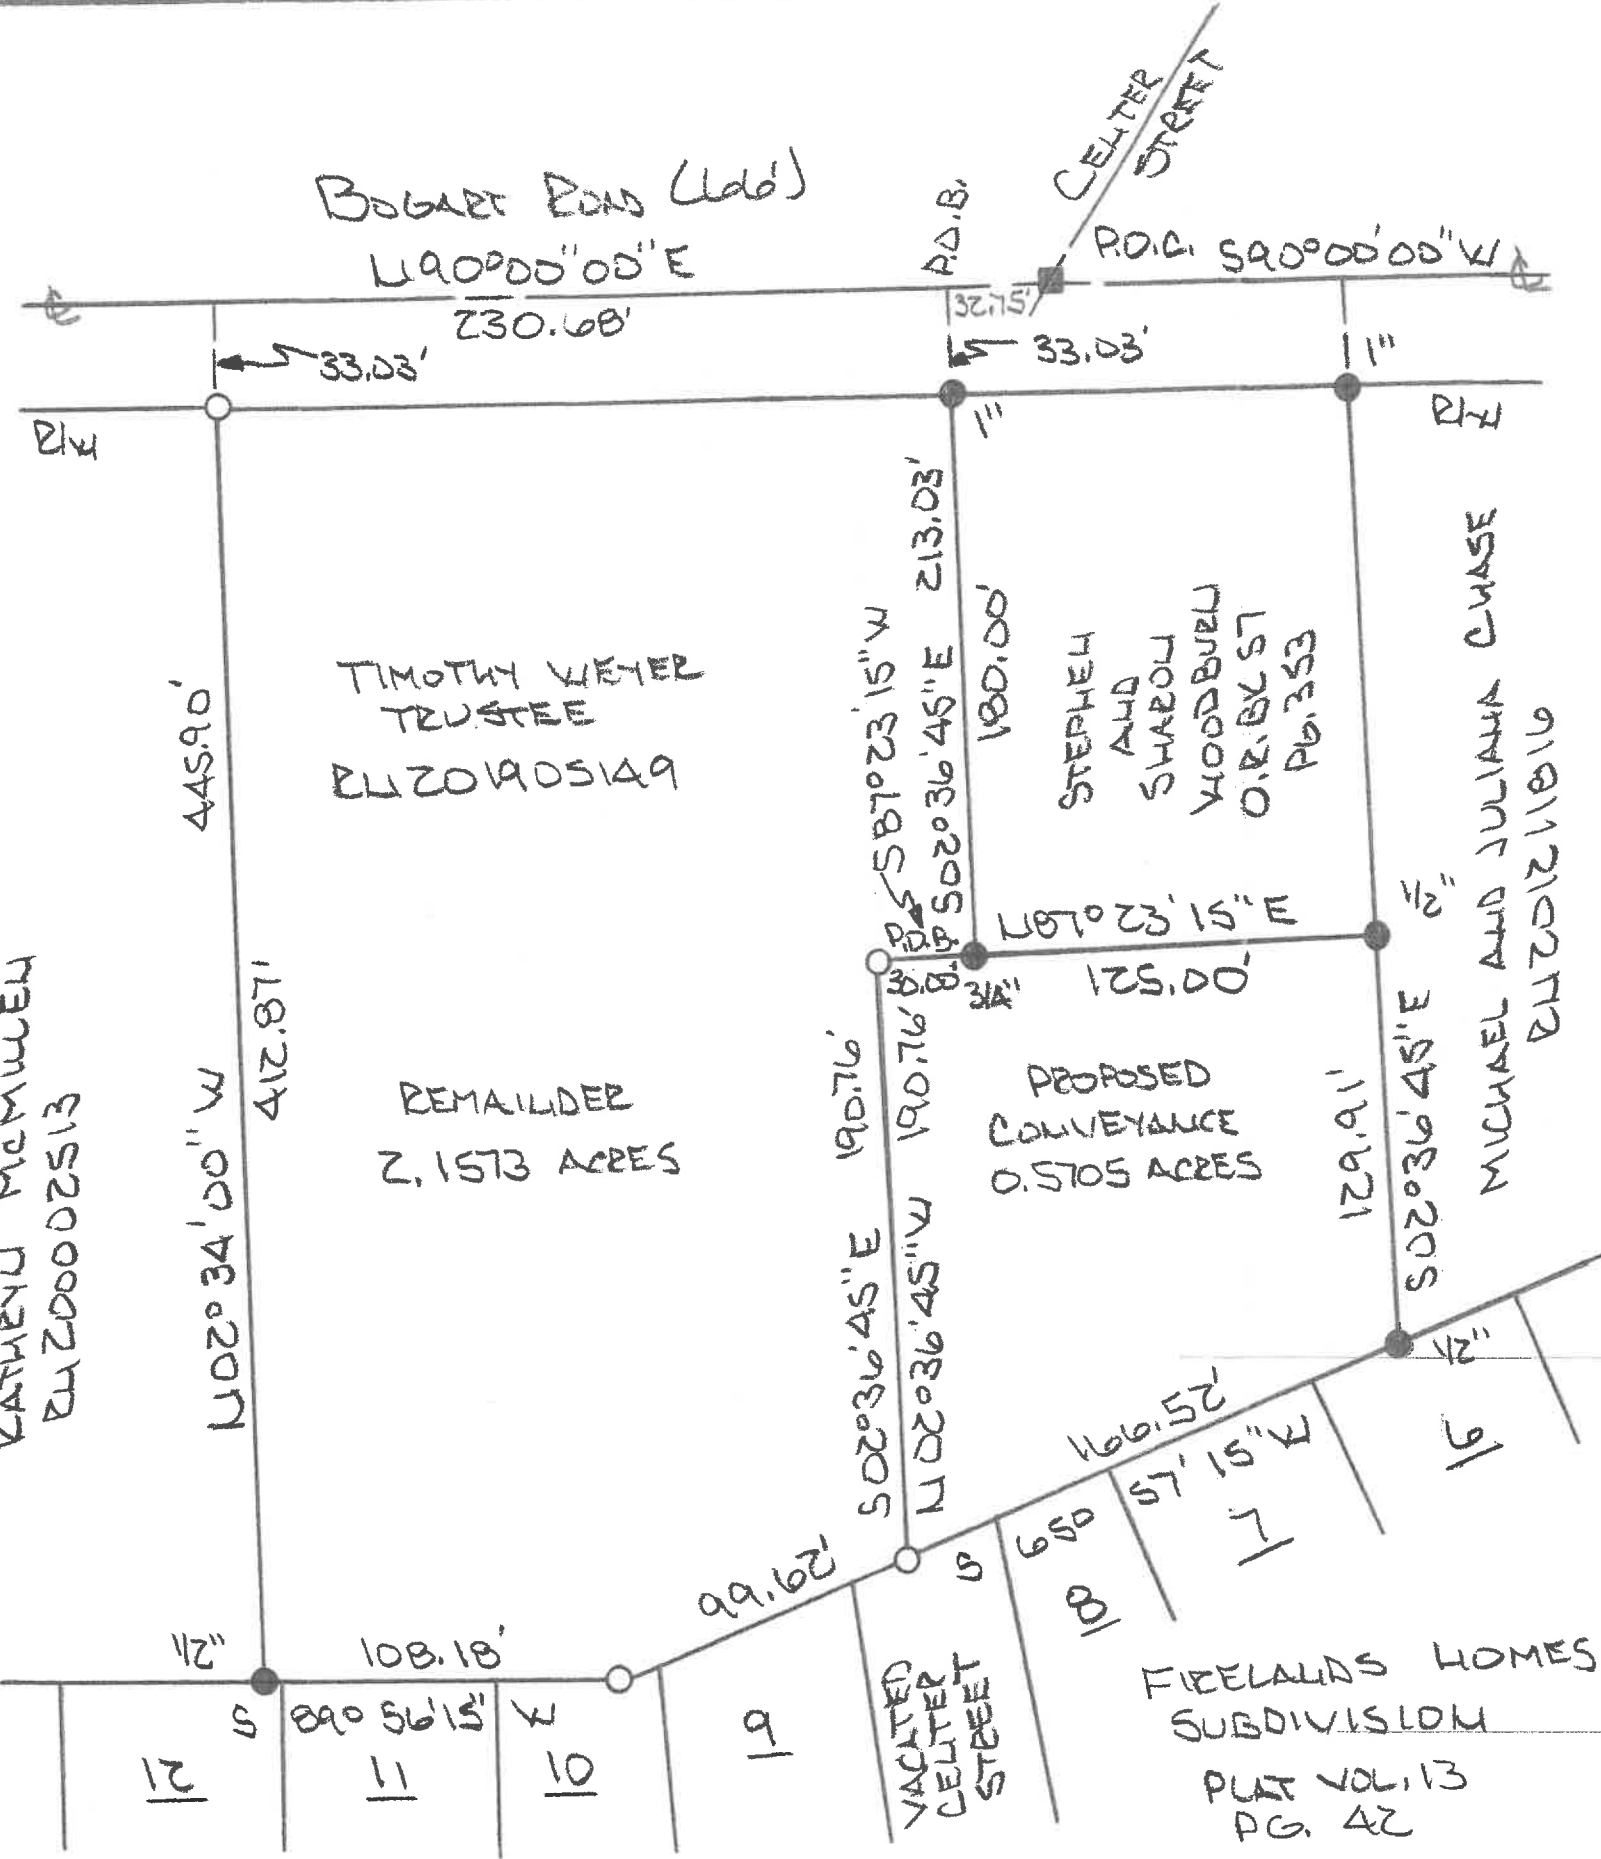 CENTER
STREET
BOGART ROAD (66')
N90°00"00"E
230.68'
P.O.B.
P.O.C. S90°00'00"W
32.75'
33.03'
33.03'
1"
1"
R/W
R/W
445.90'
412.87'
N02°34'00"W
TIMOTHY WEYER
TRUSTEE
RN201905149
S87°23'15"W
S02°36'45"E 213.03'
180.00'
STEPHEN
AND
SHARON
WOODBURN
O.R.BK 57
PG.353
MICHAEL AND JULIANA CHASE
RN201211816
1/2"
P.O.B.
N87°23'15"E
30.00'
3/4"
125.00'
KATHRYN McMULLEN
RN200002513
REMAINDER
2.1573 ACRES
S02°36'45"E 190.76'
N02°36'45"W 190.76'
PROPOSED
CONVEYANCE
0.5705 ACRES
129.91'
S02°36'45"E
1/2"
166.52'
S 65° 57'15"W
99.62'
1/2"
108.18'
S 89°56'15" W
12
11
10
9
VACATED
CENTER
STREET
8
7
6
FIRELANDS HOMES
SUBDIVISION
PLAT VOL.13
PG. 42